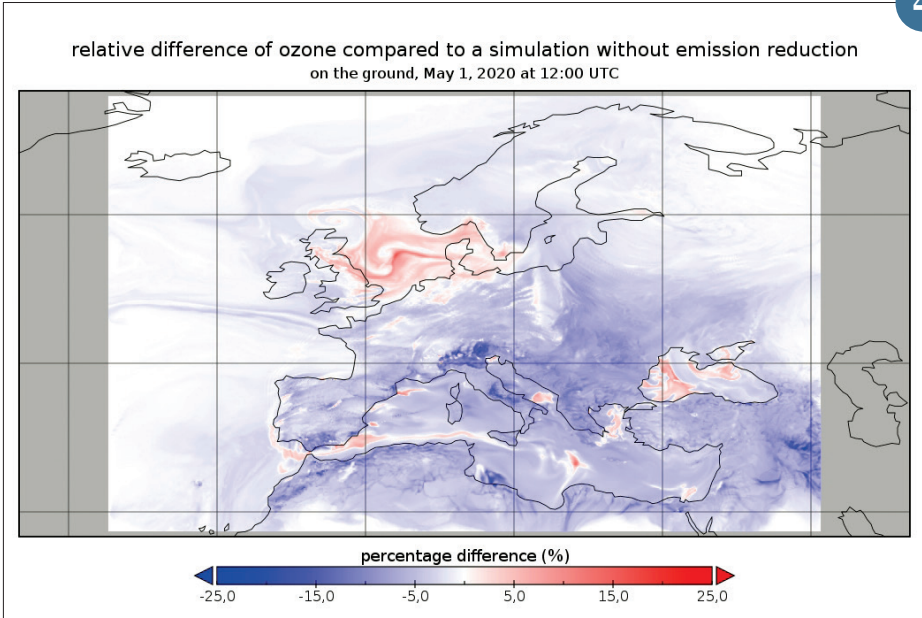 relative difference of ozone compared to a simulation without emission reduction
on the ground, May 1, 2020 at 12:00 UTC
percentage difference (%)
-25,0 -15,0 -5,0 5,0 15,0 25,0